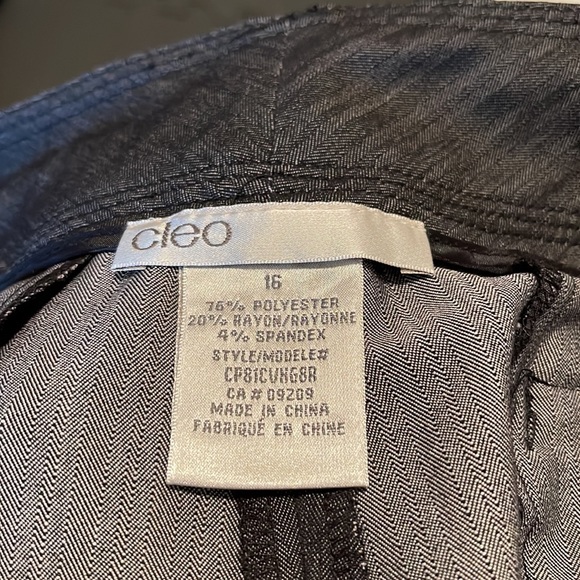 cleo
16
76% POLYESTER
20% RAYON/RAYONNE
4% SPANDEX
STYLE/MODELE#
CP81CVHG8R
CA# 09209
MADE IN CHINA
FABRIQUÉ EN CHINE